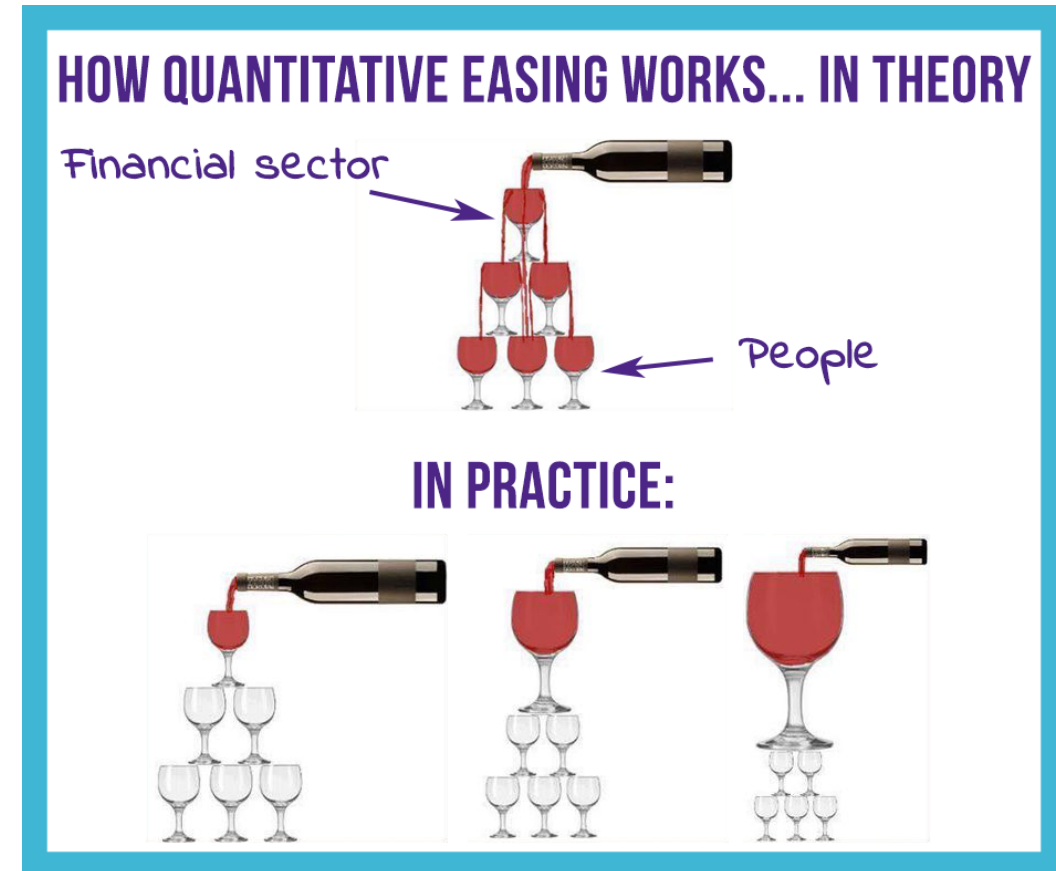 HOW QUANTITATIVE EASING WORKS... IN THEORY
Financial sector
People
IN PRACTICE: